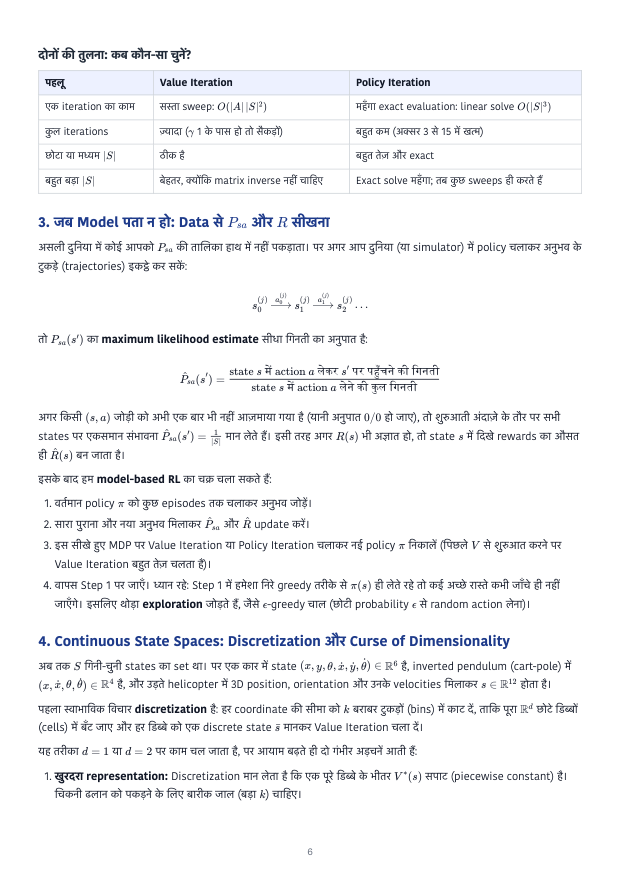 दोनों की तुलना: कब कौन-सा चुनें?
पहलू Value Iteration Policy Iteration
एक iteration का काम सस्ता sweep: O(|A| |S|²) महँगा exact evaluation: linear solve O(|S|³)
कुल iterations ज़्यादा (γ 1 के पास हो तो सैकड़ों) बहुत कम (अक्सर 3 से 15 में खत्म)
छोटा या मध्यम |S| ठीक है बहुत तेज़ और exact
बहुत बड़ा |S| बेहतर, क्योंकि matrix inverse नहीं चाहिए Exact solve महँगा; तब कुछ sweeps ही करते हैं
3. जब Model पता न हो: Data से P_{sa} और R सीखना
असली दुनिया में कोई आपको P_{sa} की तालिका हाथ में नहीं पकड़ाता। पर अगर आप दुनिया (या simulator) में policy चलाकर अनुभव के
टुकड़े (trajectories) इकट्ठे कर सकें:
s_0^{(j)} \xrightarrow{a_0^{(j)}} s_1^{(j)} \xrightarrow{a_1^{(j)}} s_2^{(j)} ⋯
तो P_{sa}(s′) का maximum likelihood estimate सीधा गिनती का अनुपात है:
P̂_{sa}(s′) = \frac{state s में action a लेकर s′ पर पहुँचने की गिनती}{state s में action a लेने की कुल गिनती}
अगर किसी (s, a) जोड़ी को अभी एक बार भी नहीं आज़माया गया है (यानी अनुपात 0/0 हो जाए), तो शुरुआती अंदाज़े के तौर पर सभी
states पर एकसमान संभावना P̂_{sa}(s′) = \frac{1}{|S|} मान लेते हैं। इसी तरह अगर R(s) भी अज्ञात हो, तो state s में दिखे rewards का औसत
ही R̂(s) बन जाता है।
इसके बाद हम model-based RL का चक्र चला सकते हैं:
1. वर्तमान policy π को कुछ episodes तक चलाकर अनुभव जोड़ें।
2. सारा पुराना और नया अनुभव मिलाकर P̂_{sa} और R̂ update करें।
3. इस सीखे हुए MDP पर Value Iteration या Policy Iteration चलाकर नई policy π निकालें (पिछले V से शुरुआत करने पर
Value Iteration बहुत तेज़ चलता है)।
4. वापस Step 1 पर जाएँ। ध्यान रहे: Step 1 में हमेशा निरे greedy तरीके से π(s) ही लेते रहे तो कई अच्छे रास्ते कभी जाँचे ही नहीं
जाएँगे। इसलिए थोड़ा exploration जोड़ते हैं, जैसे ϵ-greedy चाल (छोटी probability ϵ से random action लेना)।
4. Continuous State Spaces: Discretization और Curse of Dimensionality
अब तक S गिनी-चुनी states का set था। पर एक कार में state (x, y, θ, ẋ, ẏ, θ̇) ∈ ℝ⁶ है, inverted pendulum (cart-pole) में
(x, ẋ, θ, θ̇) ∈ ℝ⁴ है, और उड़ते helicopter में 3D position, orientation और उनके velocities मिलाकर s ∈ ℝ¹² होता है।
पहला स्वाभाविक विचार discretization है: हर coordinate की सीमा को k बराबर टुकड़ों (bins) में काट दें, ताकि पूरा ℝᵈ छोटे डिब्बों
(cells) में बँट जाए और हर डिब्बे को एक discrete state s̄ मानकर Value Iteration चला दें।
यह तरीका d = 1 या d = 2 पर काम चल जाता है, पर आयाम बढ़ते ही दो गंभीर अड़चनें आती हैं:
1. खुरदरा representation: Discretization मान लेता है कि एक पूरे डिब्बे के भीतर V*(s) सपाट (piecewise constant) है।
चिकनी ढलान को पकड़ने के लिए बारीक जाल (बड़ा k) चाहिए।
6